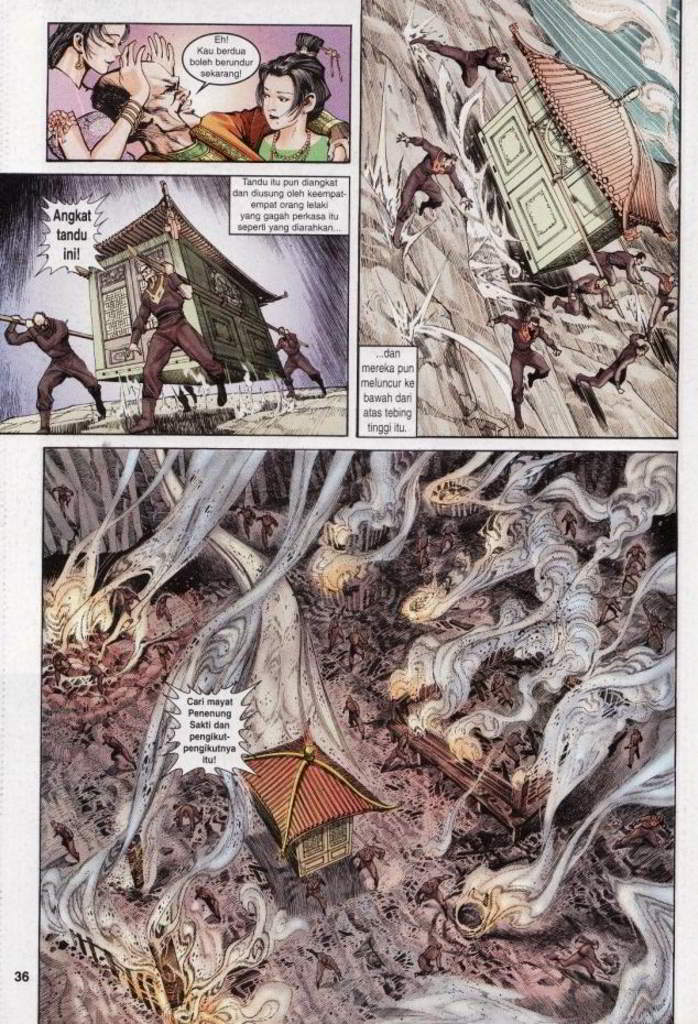 Eh!
Kau berdua
boleh berundur
sekarang!
Angkat
tandu
ini!
Tandu pun diangkat
dan diusung oleh keempat-
empat orang lelaki
yang gagah perkasa itu
seperti yang diarahkan...
...dan
mereka pun
meluncur ke
bawah dari
atas tebing
tinggi itu.
Cari mayat
Penenung
Sakti dan
pengikut-
pengikutnya
itu!
36